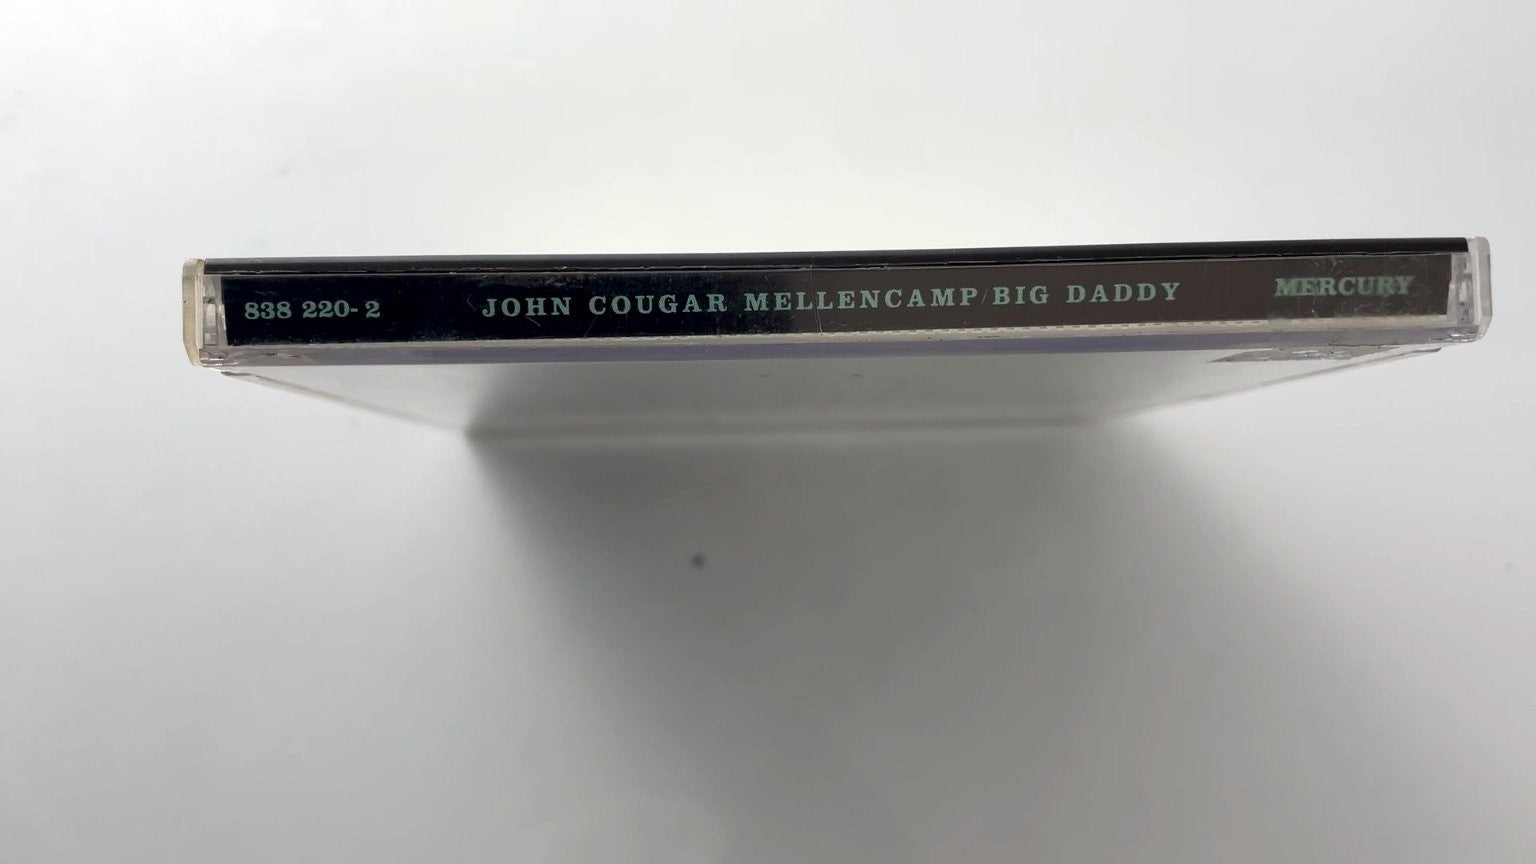 838 220-2 JOHN COUGAR MELLENCAMP/BIG DADDY MERCURY